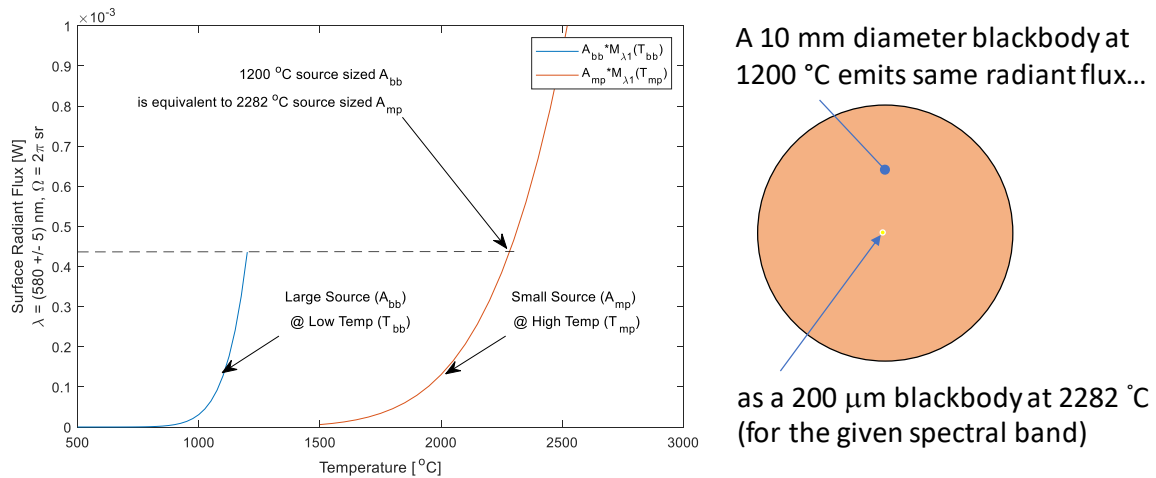 ×10⁻³
1
0.9
0.8
0.7
0.6
0.5
0.4
0.3
0.2
0.1
0
500
1000
1500
2000
2500
3000
Surface Radiant Flux [W]
λ = (580 +/- 5) nm, Ω = 2π sr
Temperature [ °C]
A_bb*M_λ1(T_bb)
A_mp*M_λ1(T_mp)
1200 °C source sized A_bb
is equivalent to 2282 °C source sized A_mp
Large Source (A_bb)
@ Low Temp (T_bb)
Small Source (A_mp)
@ High Temp (T_mp)
A 10 mm diameter blackbody at
1200 °C emits same radiant flux…
as a 200 μm blackbody at 2282 °C
(for the given spectral band)